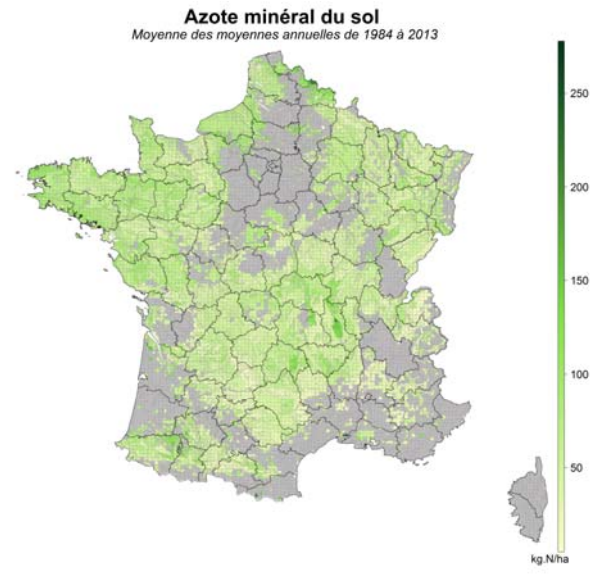 Azote minéral du sol
Moyenne des moyennes annuelles de 1984 à 2013
250
200
150
100
50
kg.N/ha